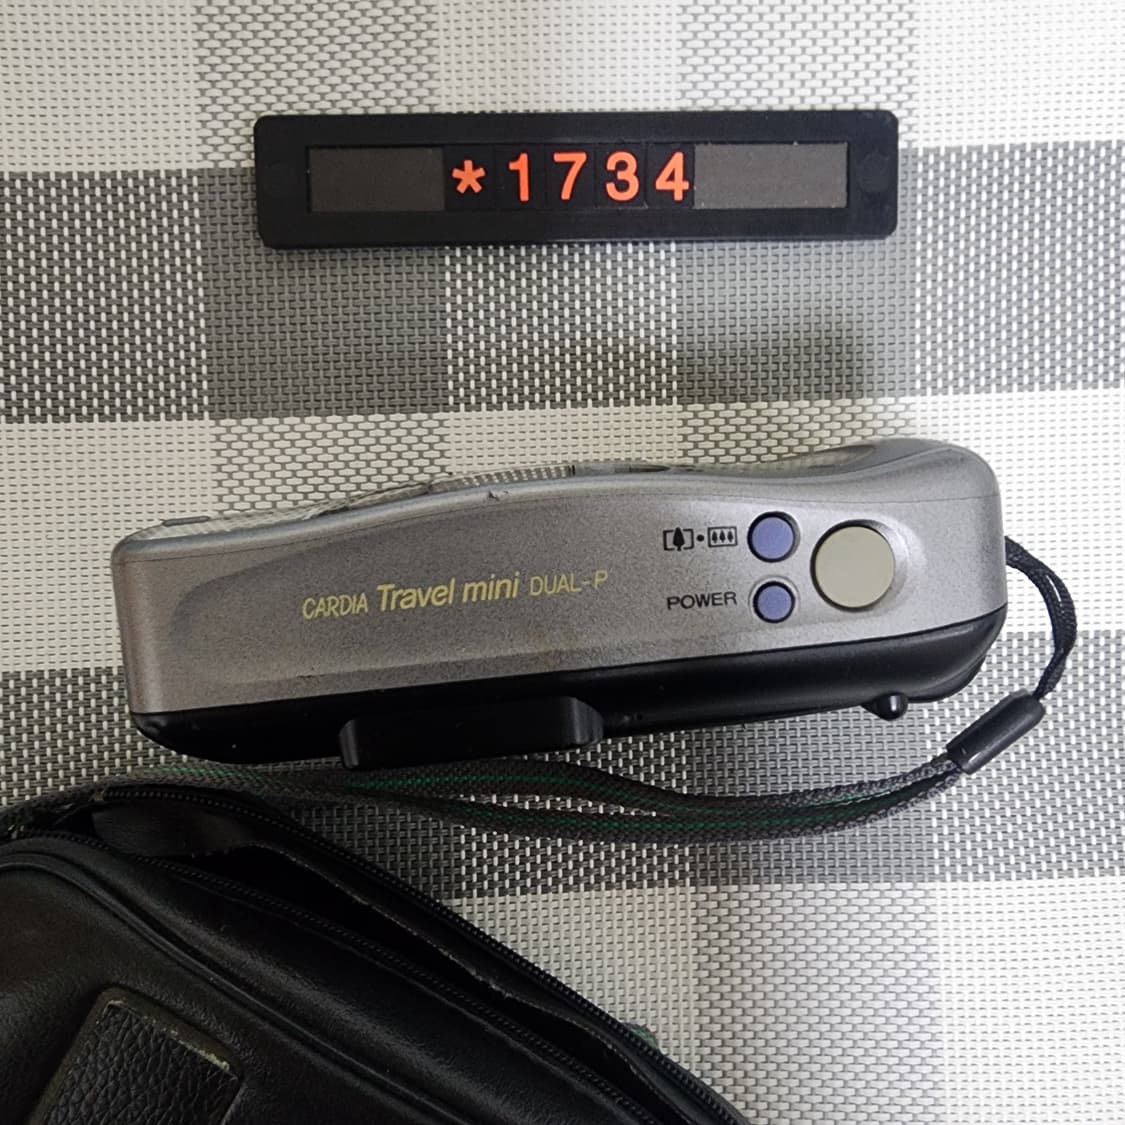 *1734
CARDIA Travel mini DUAL-P
POWER